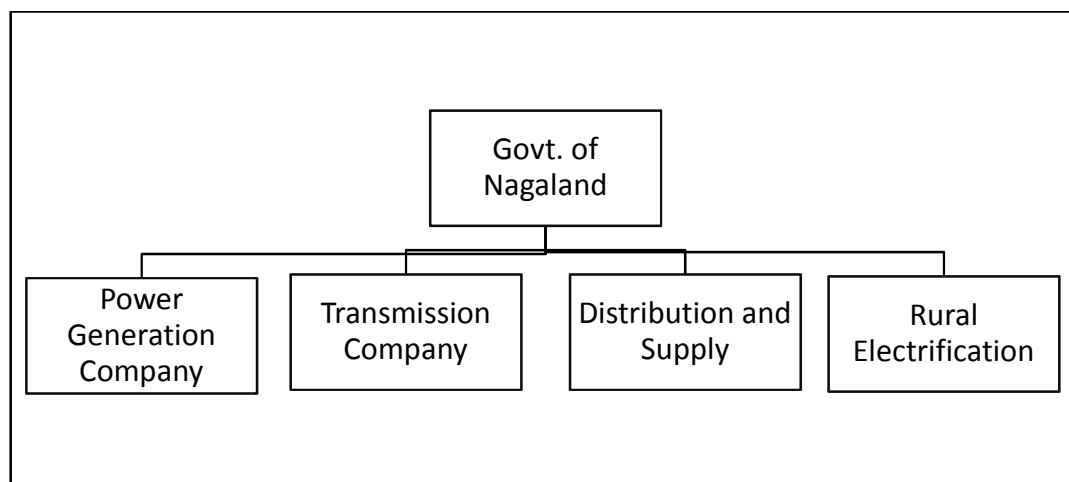 Govt. of
Nagaland
Power
Generation
Company
Transmission
Company
Distribution and
Supply
Rural
Electrification